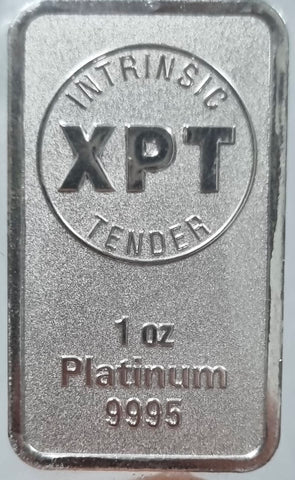 INTRINSIC
XPT
TENDER
1 oz
Platinum
9995